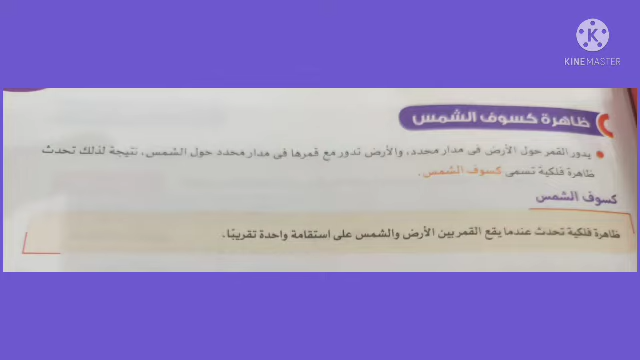 KINEMASTER
ظاهرة كسوف الشمس
يدور القمر حول الأرض فى مدار محدد، والأرض تدور مع قمرها فى مدار محدد حول الشمس، نتيجة لذلك تحدث
ظاهرة فلكية تسمى كسوف الشمس.
كسوف الشمس
ظاهرة فلكية تحدث عندما يقع القمر بين الأرض والشمس على استقامة واحدة تقريبًا.